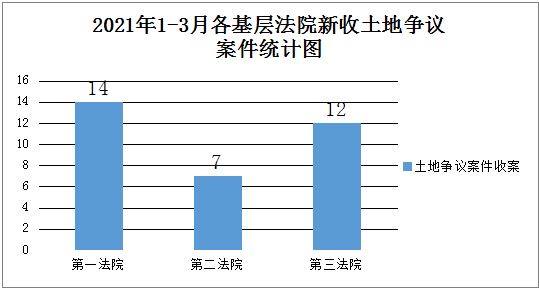 2021年1-3月各基层法院新收土地争议
案件统计图
16
14
12
10
8
6
4
2
0
14
7
12
第一法院
第二法院
第三法院
土地争议案件收案